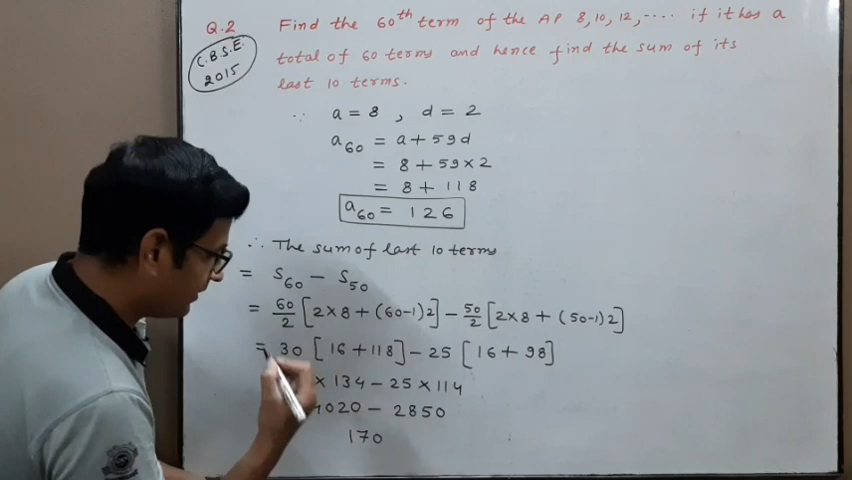 Q.2 Find the 60th term of the AP 8, 10, 12, .... if it has a
C.B.S.E. 2015
total of 60 terms and hence find the sum of its
last 10 terms.
∵ a = 8 , d = 2
a60 = a + 59d
= 8 + 59 × 2
= 8 + 118
a60 = 126
∴ The sum of last 10 terms
= S60 - S50
= 60/2 [2×8 + (60-1)2] - 50/2 [2×8 + (50-1)2]
= 30 [16 + 118] - 25 [16 + 98]
× 134 - 25 × 114
4020 - 2850
170